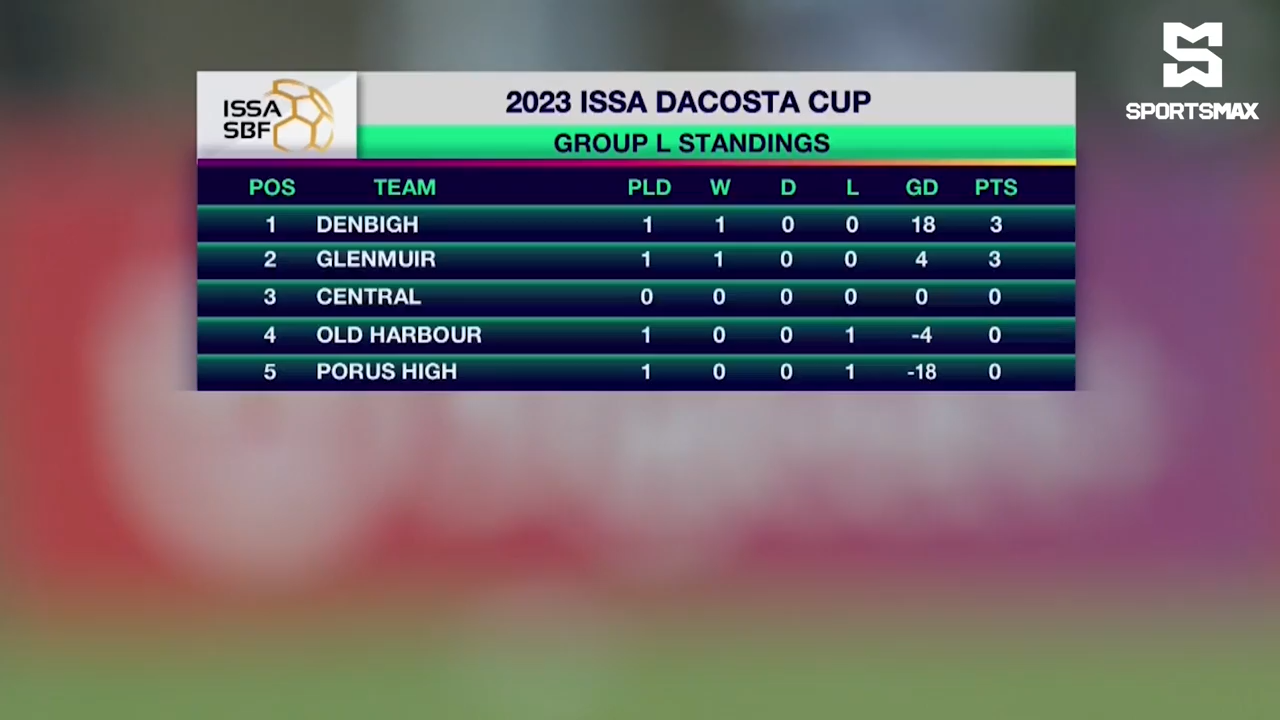 SPORTSMAX
ISSA
SBF
2023 ISSA DACOSTA CUP
GROUP L STANDINGS
POS TEAM PLD W D L GD PTS
1 DENBIGH 1 1 0 0 18 3
2 GLENMUIR 1 1 0 0 4 3
3 CENTRAL 0 0 0 0 0 0
4 OLD HARBOUR 1 0 0 1 -4 0
5 PORUS HIGH 1 0 0 1 -18 0